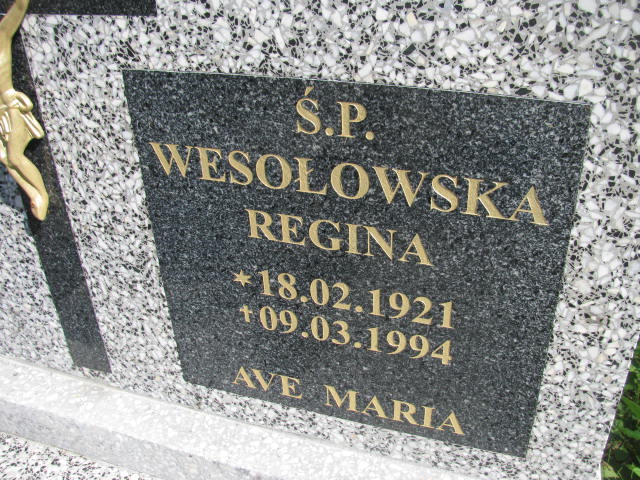 Ś.P.
WESOŁOWSKA
REGINA
*18.02.1921
✝09.03.1994
AVE MARIA